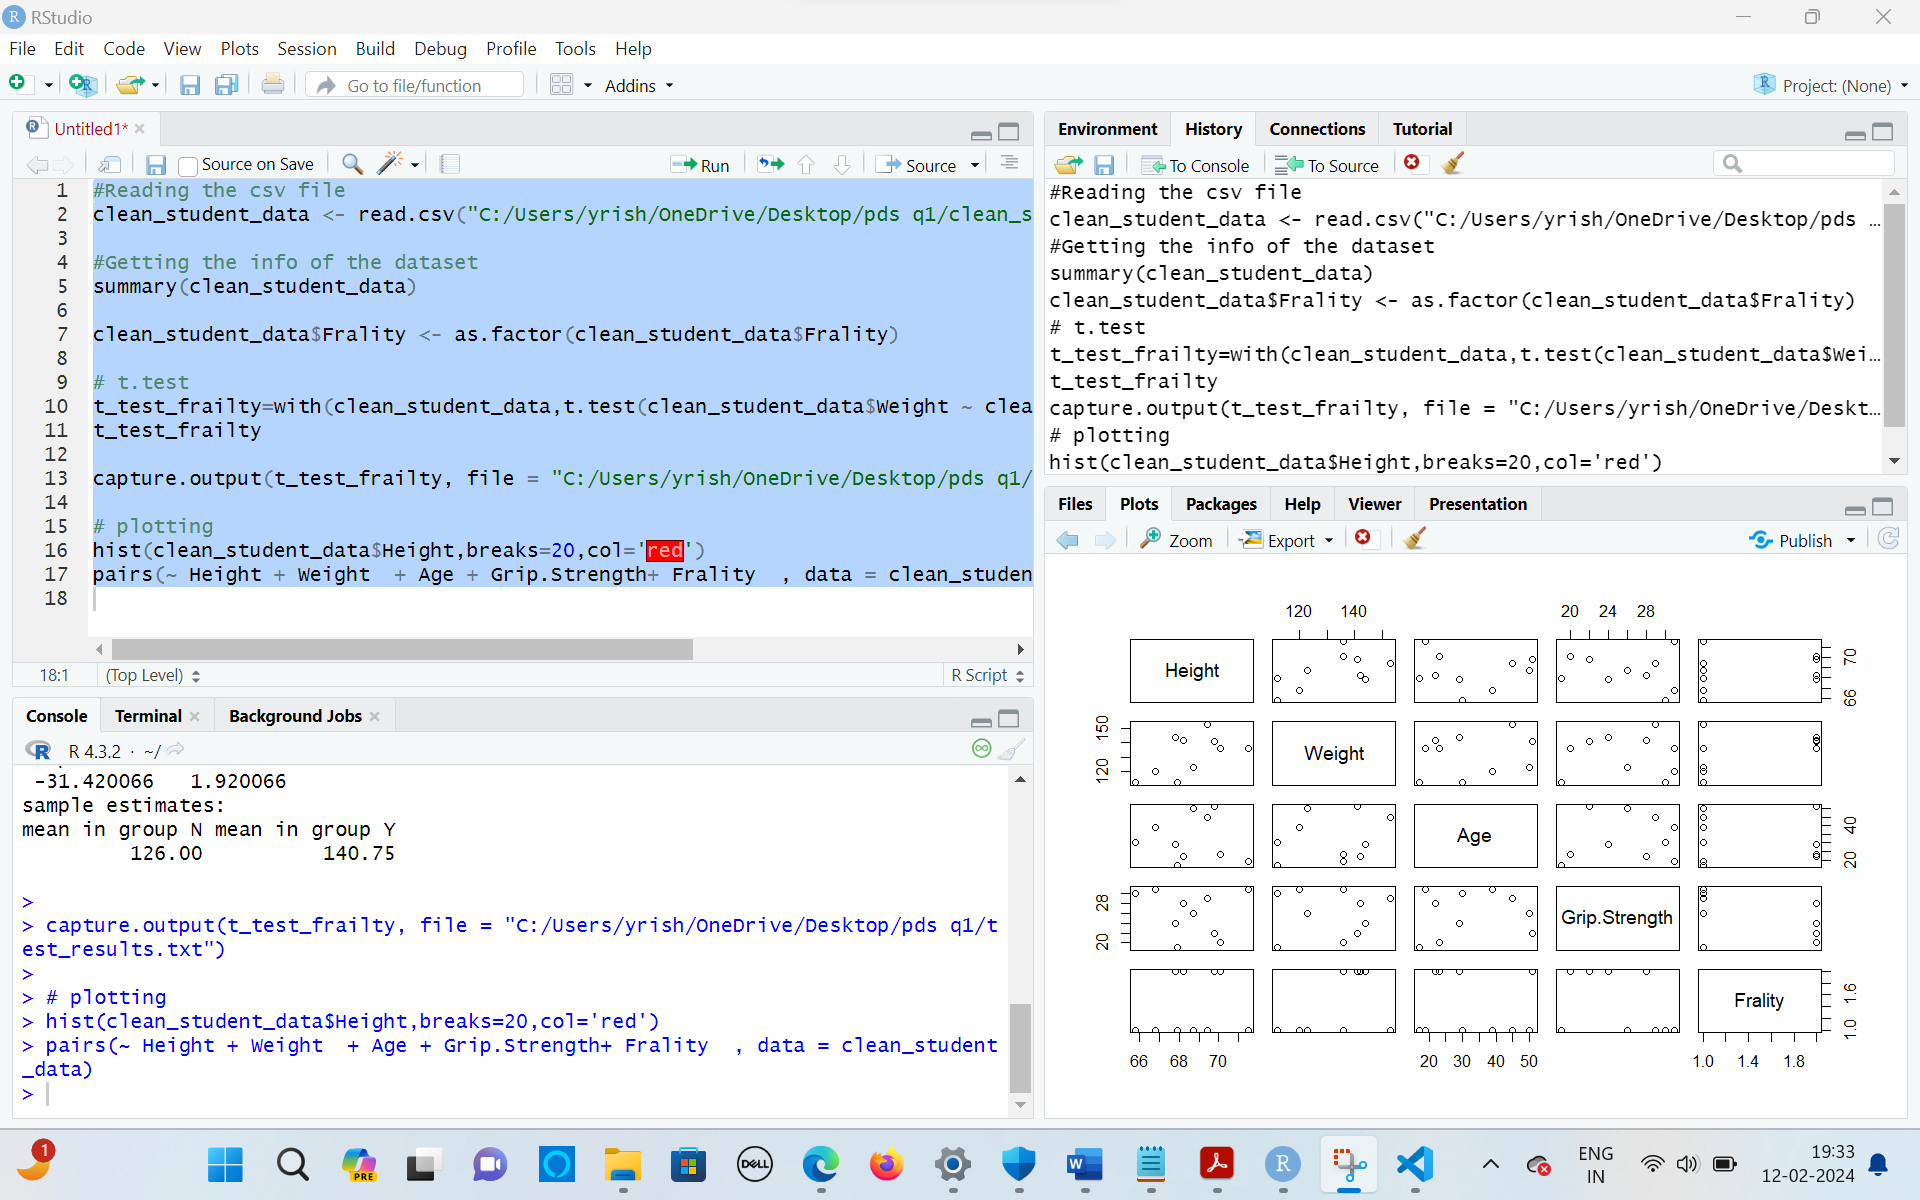 RStudio
File Edit Code View Plots Session Build Debug Profile Tools Help
Go to file/function Addins Project: (None)
Untitled1*
Source on Save Run Source
1 #Reading the csv file
2 clean_student_data <- read.csv("C:/Users/yrish/OneDrive/Desktop/pds q1/clean_s
3
4 #Getting the info of the dataset
5 summary(clean_student_data)
6
7 clean_student_data$Frality <- as.factor(clean_student_data$Frality)
8
9 # t.test
10 t_test_frailty=with(clean_student_data,t.test(clean_student_data$Weight ~ clea
11 t_test_frailty
12
13 capture.output(t_test_frailty, file = "C:/Users/yrish/OneDrive/Desktop/pds q1/
14
15 # plotting
16 hist(clean_student_data$Height,breaks=20,col='red')
17 pairs(~ Height + Weight  + Age + Grip.Strength+ Frality  , data = clean_studen
18
18:1 (Top Level) R Script
Console Terminal Background Jobs
R 4.3.2 · ~/
-31.420066   1.920066
sample estimates:
mean in group N mean in group Y
126.00          140.75
>
> capture.output(t_test_frailty, file = "C:/Users/yrish/OneDrive/Desktop/pds q1/t
est_results.txt")
>
> # plotting
> hist(clean_student_data$Height,breaks=20,col='red')
> pairs(~ Height + Weight  + Age + Grip.Strength+ Frality  , data = clean_student
_data)
>
Environment History Connections Tutorial
To Console To Source
#Reading the csv file
clean_student_data <- read.csv("C:/Users/yrish/OneDrive/Desktop/pds …
#Getting the info of the dataset
summary(clean_student_data)
clean_student_data$Frality <- as.factor(clean_student_data$Frality)
# t.test
t_test_frailty=with(clean_student_data,t.test(clean_student_data$Wei…
t_test_frailty
capture.output(t_test_frailty, file = "C:/Users/yrish/OneDrive/Deskt…
# plotting
hist(clean_student_data$Height,breaks=20,col='red')
Files Plots Packages Help Viewer Presentation
Zoom Export Publish
120 140 20 24 28
Height 70 66
150 120 Weight
Age 40 20
28 20 Grip.Strength
Frality 1.6 1.0
66 68 70 20 30 40 50 1.0 1.4 1.8
1 PRE DELL ENG IN 19:33
12-02-2024